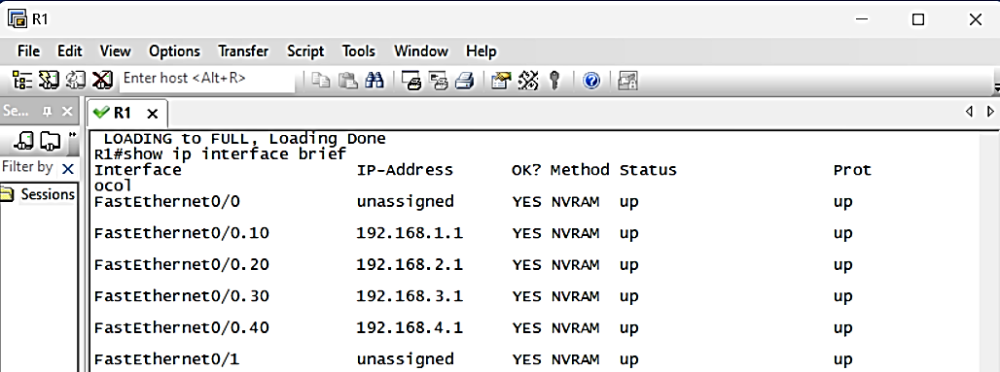 R1
File Edit View Options Transfer Script Tools Window Help
Enter host <Alt+R>
Se...
R1
Filter by
Sessions
LOADING to FULL, Loading Done
R1#show ip interface brief
Interface IP-Address OK? Method Status Prot
ocol
FastEthernet0/0 unassigned YES NVRAM up up
FastEthernet0/0.10 192.168.1.1 YES NVRAM up up
FastEthernet0/0.20 192.168.2.1 YES NVRAM up up
FastEthernet0/0.30 192.168.3.1 YES NVRAM up up
FastEthernet0/0.40 192.168.4.1 YES NVRAM up up
FastEthernet0/1 unassigned YES NVRAM up up